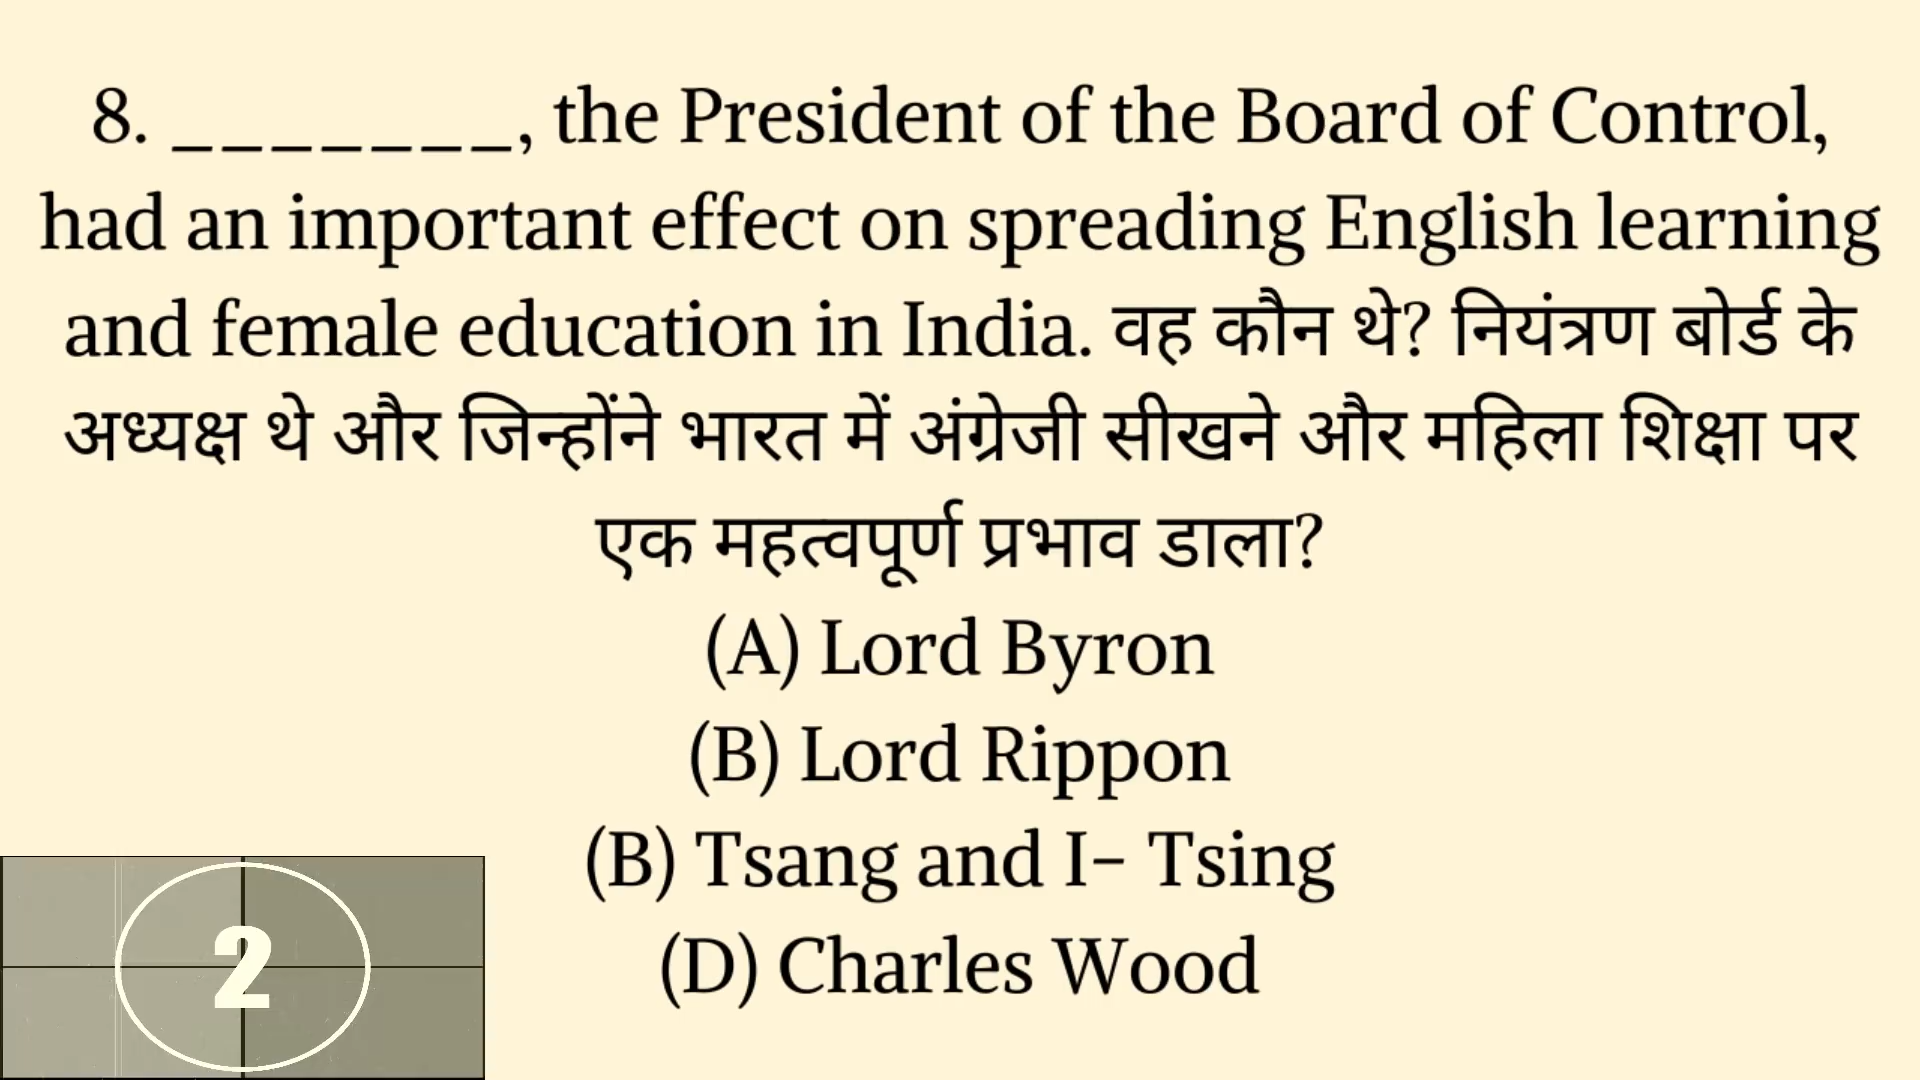 8. _______, the President of the Board of Control,
had an important effect on spreading English learning
and female education in India. वह कौन थे? नियंत्रण बोर्ड के
अध्यक्ष थे और जिन्होंने भारत में अंग्रेजी सीखने और महिला शिक्षा पर
एक महत्वपूर्ण प्रभाव डाला?
(A) Lord Byron
(B) Lord Rippon
(B) Tsang and I- Tsing
(D) Charles Wood
2